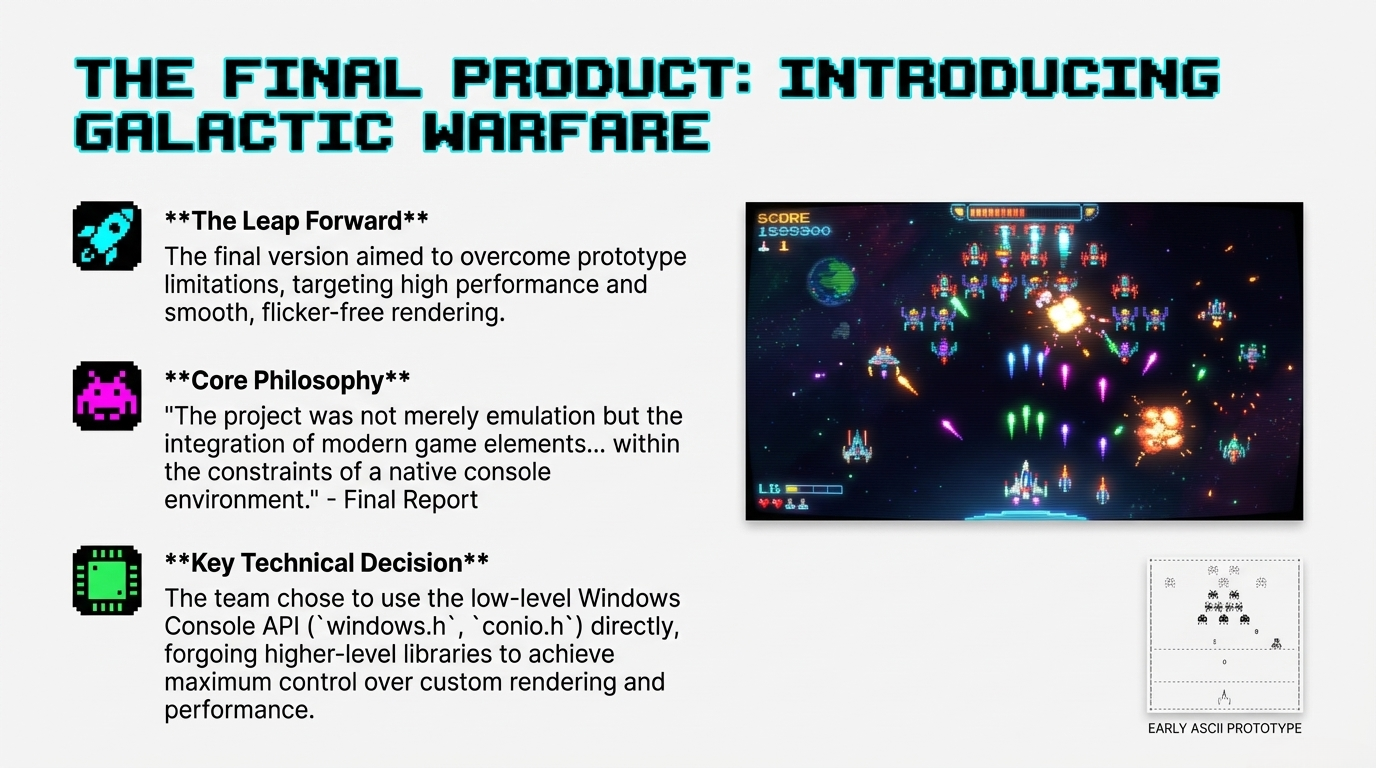 THE FINAL PRODUCT: INTRODUCING
GALACTIC WARFARE
**The Leap Forward**
The final version aimed to overcome prototype
limitations, targeting high performance and
smooth, flicker-free rendering.
**Core Philosophy**
"The project was not merely emulation but the
integration of modern game elements... within
the constraints of a native console
environment." - Final Report
**Key Technical Decision**
The team chose to use the low-level Windows
Console API (`windows.h`, `conio.h`) directly,
forgoing higher-level libraries to achieve
maximum control over custom rendering and
performance.
SCORE
1
EARLY ASCII PROTOTYPE